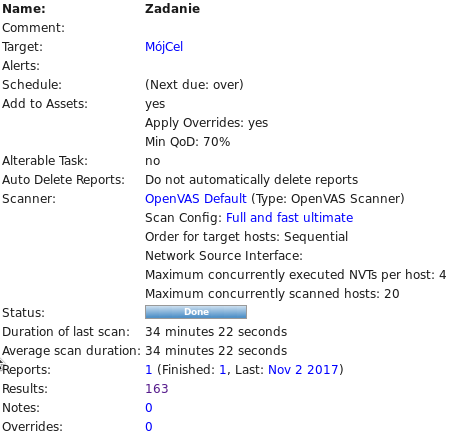 Name: Zadanie
Comment:
Target: MójCel
Alerts:
Schedule: (Next due: over)
Add to Assets: yes
Apply Overrides: yes
Min QoD: 70%
Alterable Task: no
Auto Delete Reports: Do not automatically delete reports
Scanner: OpenVAS Default (Type: OpenVAS Scanner)
Scan Config: Full and fast ultimate
Order for target hosts: Sequential
Network Source Interface:
Maximum concurrently executed NVTs per host: 4
Maximum concurrently scanned hosts: 20
Status: Done
Duration of last scan: 34 minutes 22 seconds
Average scan duration: 34 minutes 22 seconds
Reports: 1 (Finished: 1, Last: Nov 2 2017)
Results: 163
Notes: 0
Overrides: 0